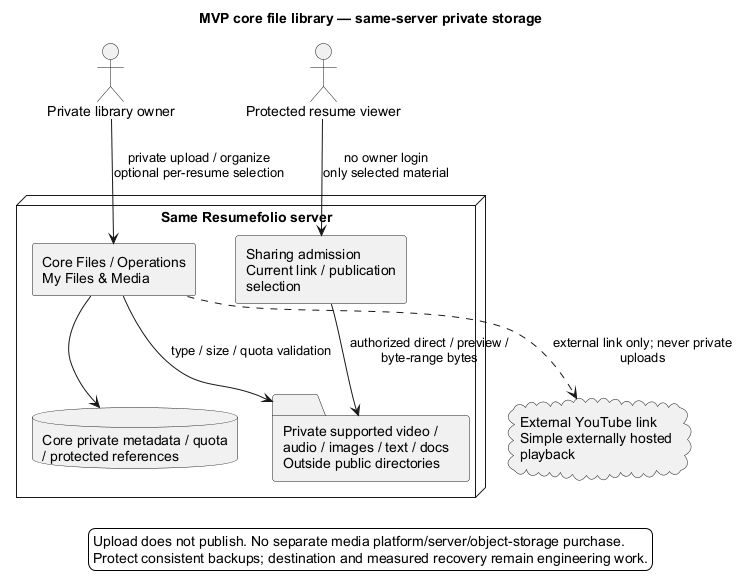 MVP core file library — same-server private storage
Private library owner
Protected resume viewer
private upload / organize
optional per-resume selection
no owner login
only selected material
Same Resumefolio server
Core Files / Operations
My Files & Media
Sharing admission
Current link / publication
selection
type / size / quota validation
authorized direct / preview /
byte-range bytes
external link only; never private
uploads
Core private metadata / quota
/ protected references
Private supported video /
audio / images / text / docs
Outside public directories
External YouTube link
Simple externally hosted
playback
Upload does not publish. No separate media platform/server/object-storage purchase.
Protect consistent backups; destination and measured recovery remain engineering work.